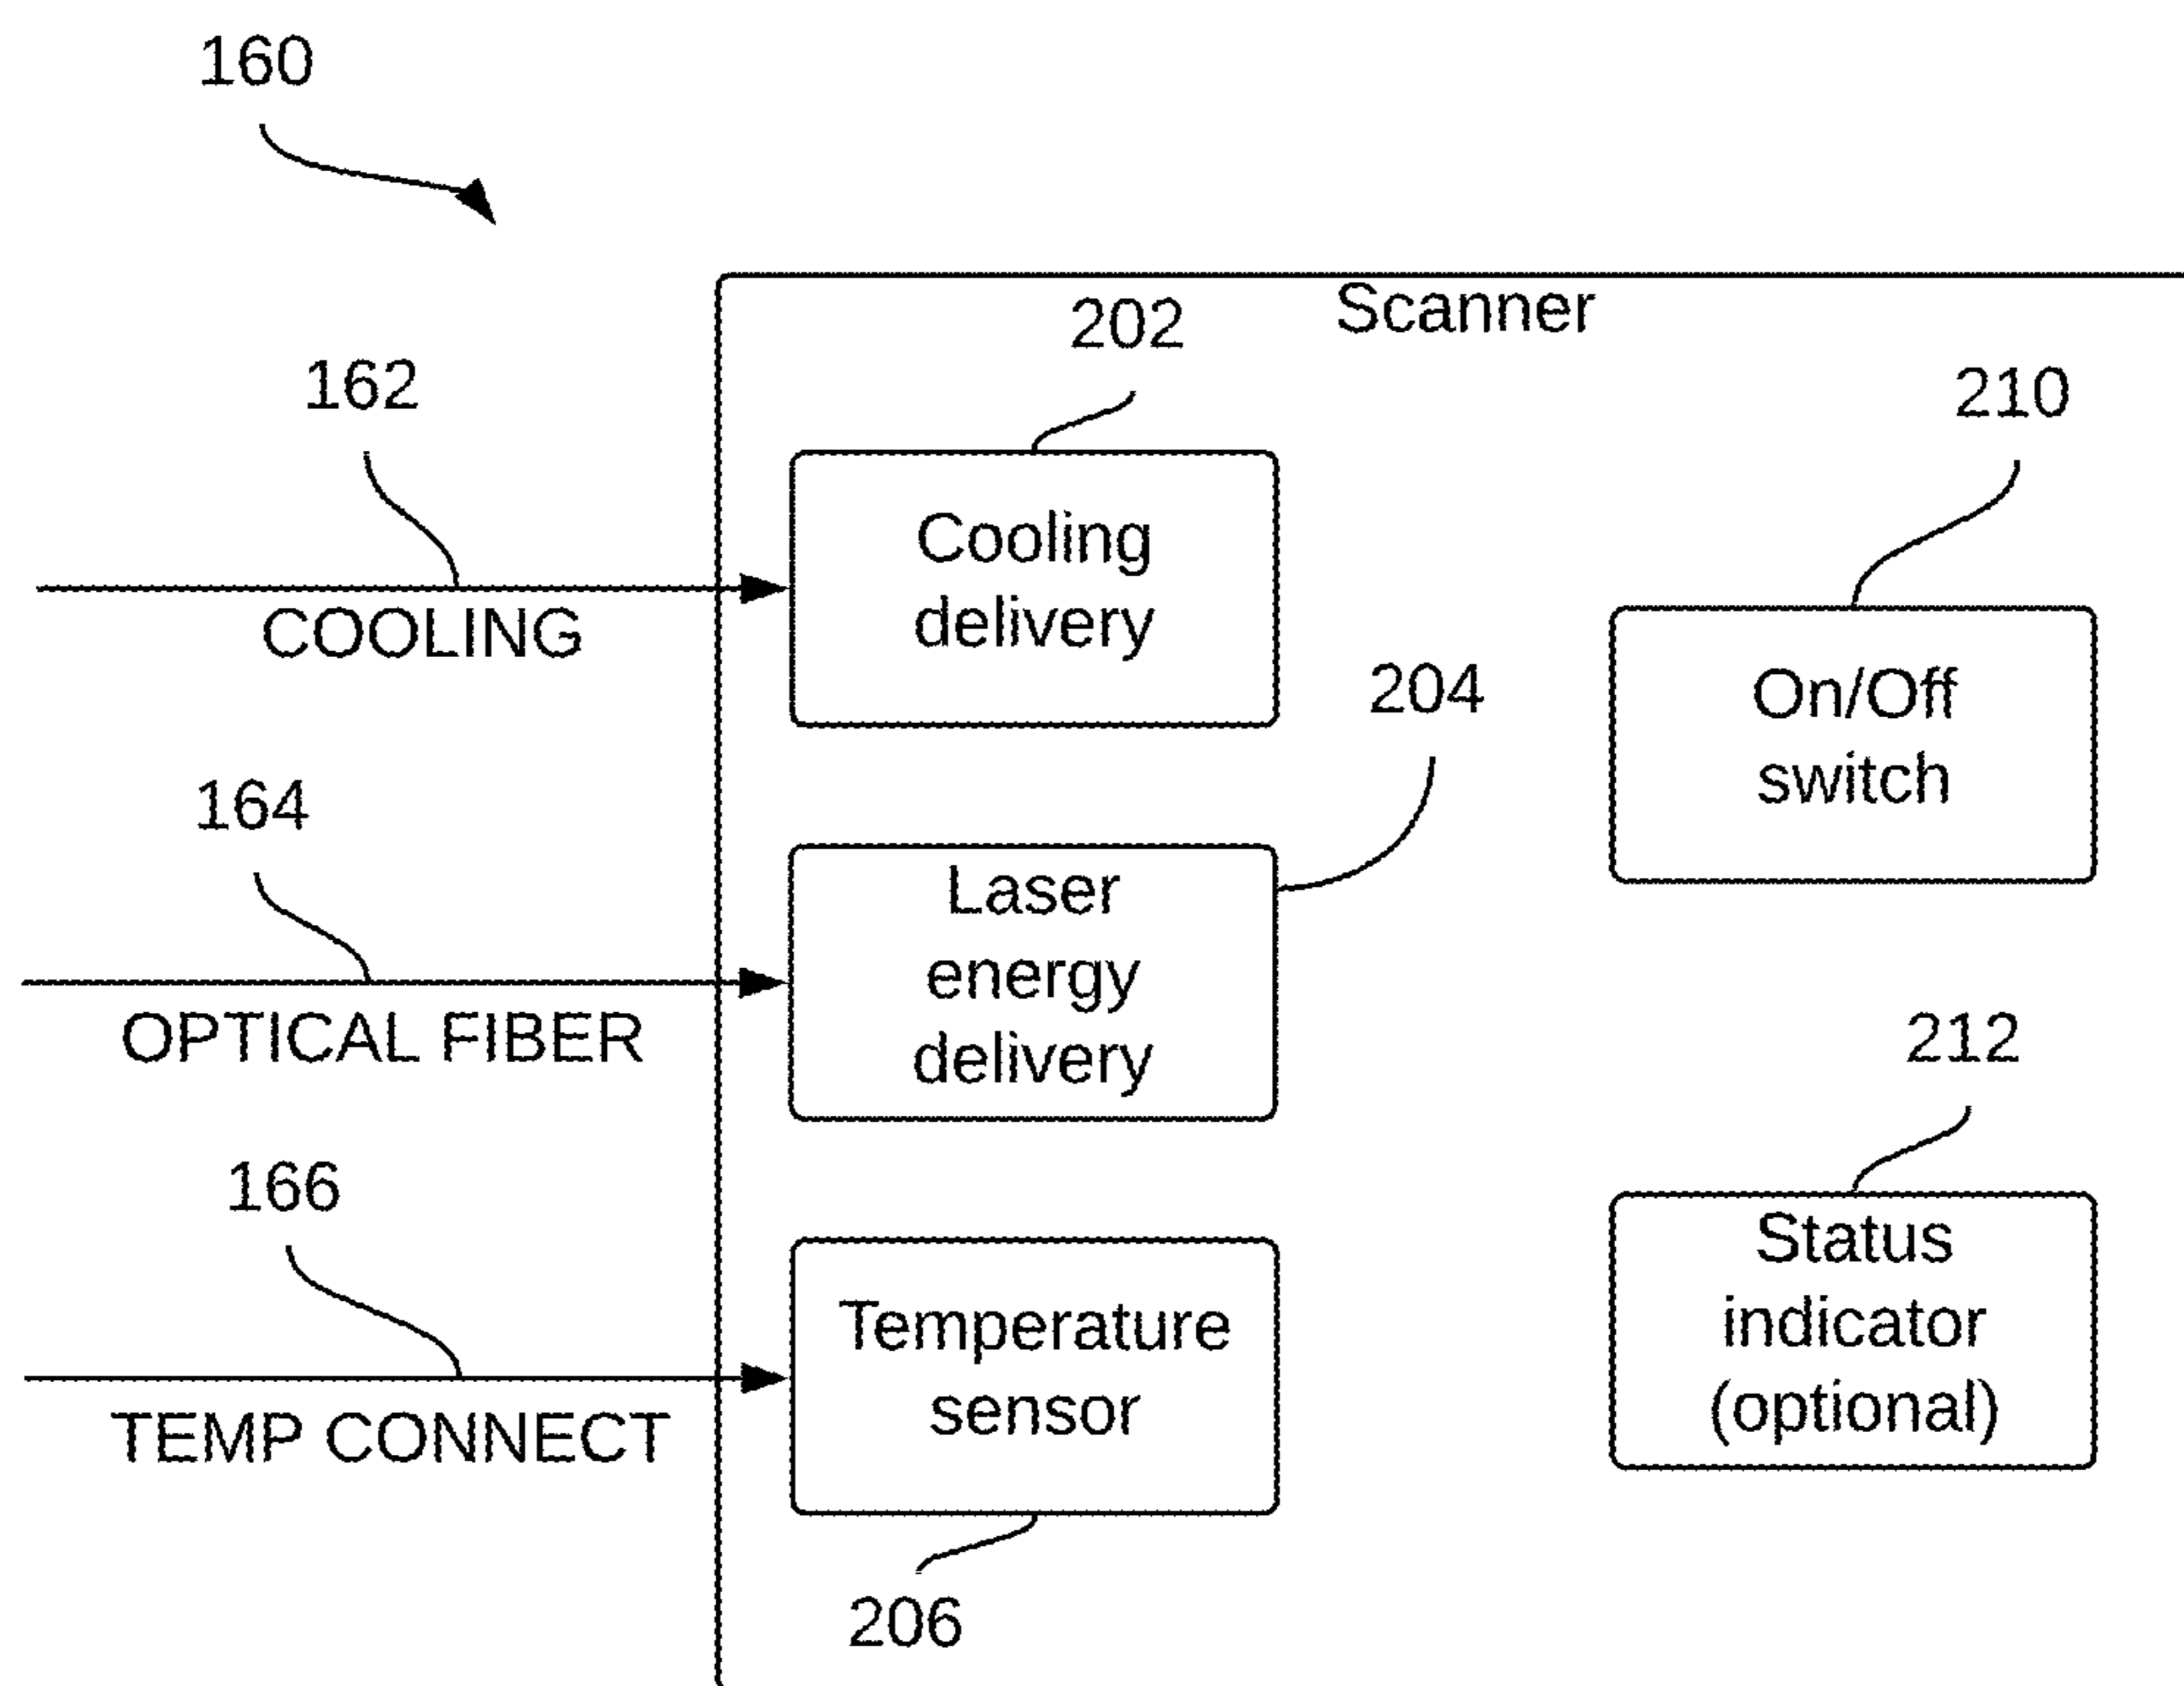 160
Scanner
202
162
210
Cooling
delivery
COOLING
On/Off
switch
204
164
Laser
energy
delivery
OPTICAL FIBER
212
166
Status
indicator
(optional)
Temperature
sensor
TEMP CONNECT
206